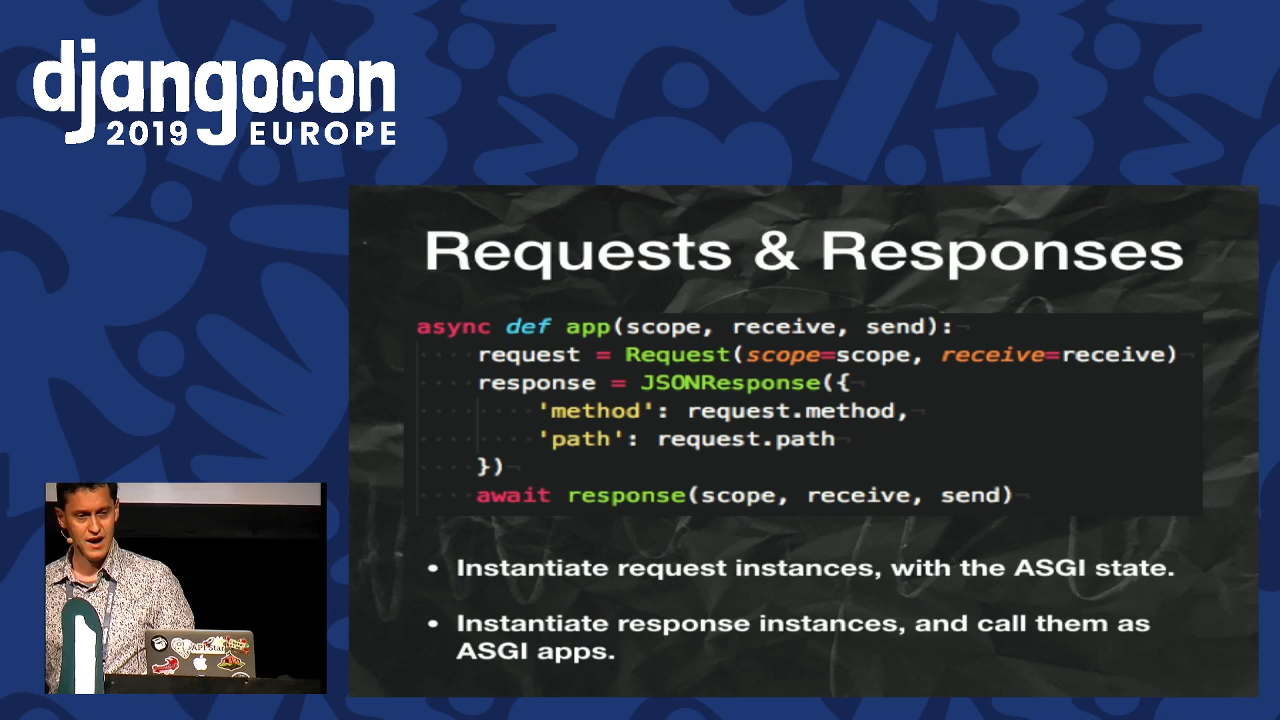 djangocon
2019 EUROPE
Requests & Responses
async def app(scope, receive, send):
request = Request(scope=scope, receive=receive)
response = JSONResponse({
'method': request.method,
'path': request.path
})
await response(scope, receive, send)
• Instantiate request instances, with the ASGI state.
• Instantiate response instances, and call them as
ASGI apps.
API Star